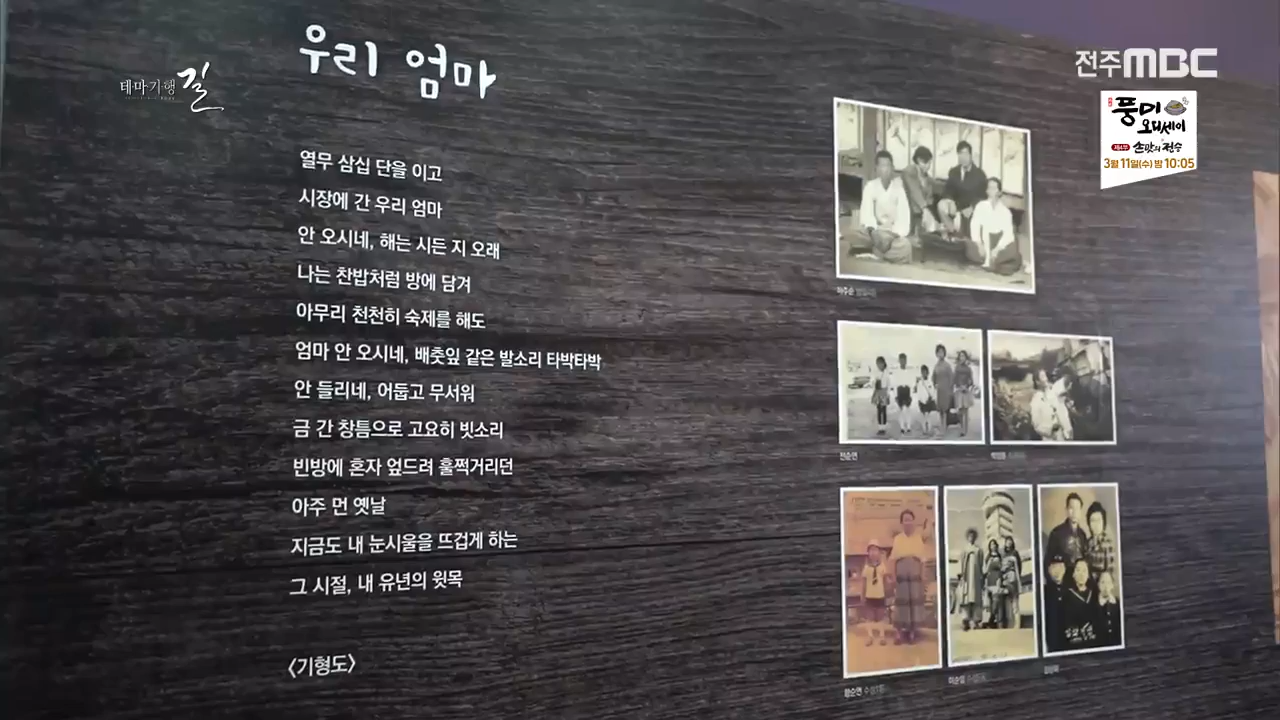 우리 엄마
테마기행 길
전주MBC
풍미
오디세이
제4부 손맛의 전승
3월 11일(수) 밤 10:05
열무 삼십 단을 이고
시장에 간 우리 엄마
안 오시네, 해는 시든 지 오래
나는 찬밥처럼 방에 담겨
아무리 천천히 숙제를 해도
엄마 안 오시네, 배춧잎 같은 발소리 타박타박
안 들리네, 어둡고 무서워
금 간 창틈으로 고요히 빗소리
빈방에 혼자 엎드려 훌쩍거리던
아주 먼 옛날
지금도 내 눈시울을 뜨겁게 하는
그 시절, 내 유년의 윗목
〈기형도〉
전순연